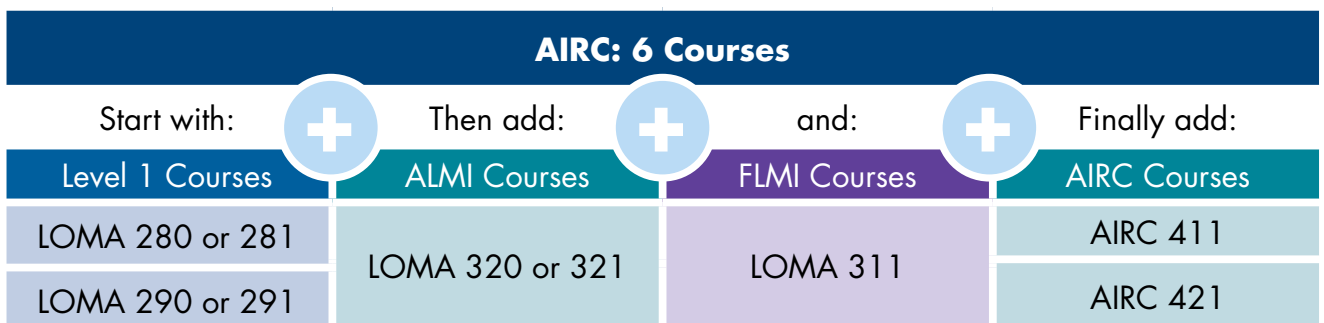 AIRC: 6 Courses
Start with:
Then add:
and:
Finally add:
Level 1 Courses
ALMI Courses
FLMI Courses
AIRC Courses
LOMA 280 or 281
LOMA 290 or 291
LOMA 320 or 321
LOMA 311
AIRC 411
AIRC 421